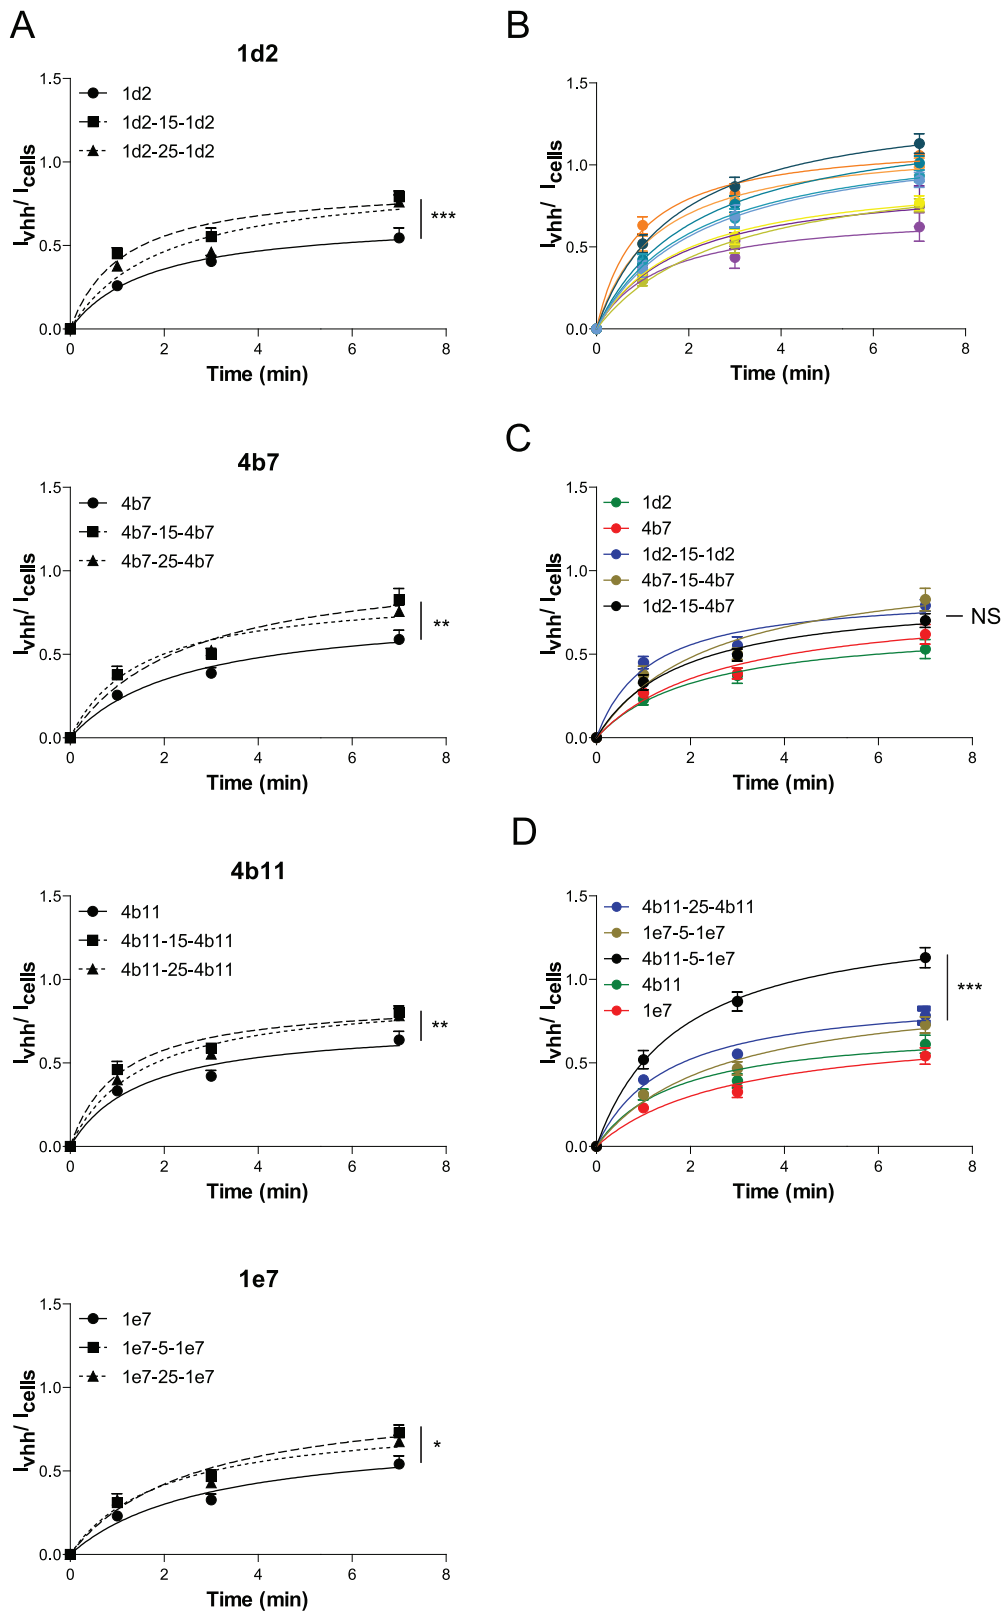 A
1d2
1.5
1.0
0.5
0.0
Ivhh/ Icells
1d2
1d2-15-1d2
1d2-25-1d2
***
0 2 4 6 8
Time (min)
B
1.5
1.0
0.5
0.0
Ivhh/ Icells
0 2 4 6 8
Time (min)
4b7
1.5
1.0
0.5
0.0
Ivhh/ Icells
4b7
4b7-15-4b7
4b7-25-4b7
**
0 2 4 6 8
Time (min)
C
1.5
1.0
0.5
0.0
Ivhh/ Icells
1d2
4b7
1d2-15-1d2
4b7-15-4b7
1d2-15-4b7
NS
0 2 4 6 8
Time (min)
4b11
1.5
1.0
0.5
0.0
Ivhh/ Icells
4b11
4b11-15-4b11
4b11-25-4b11
**
0 2 4 6 8
Time (min)
D
1.5
1.0
0.5
0.0
Ivhh/ Icells
4b11-25-4b11
1e7-5-1e7
4b11-5-1e7
4b11
1e7
***
0 2 4 6 8
Time (min)
1e7
1.5
1.0
0.5
0.0
Ivhh/ Icells
1e7
1e7-5-1e7
1e7-25-1e7
*
0 2 4 6 8
Time (min)